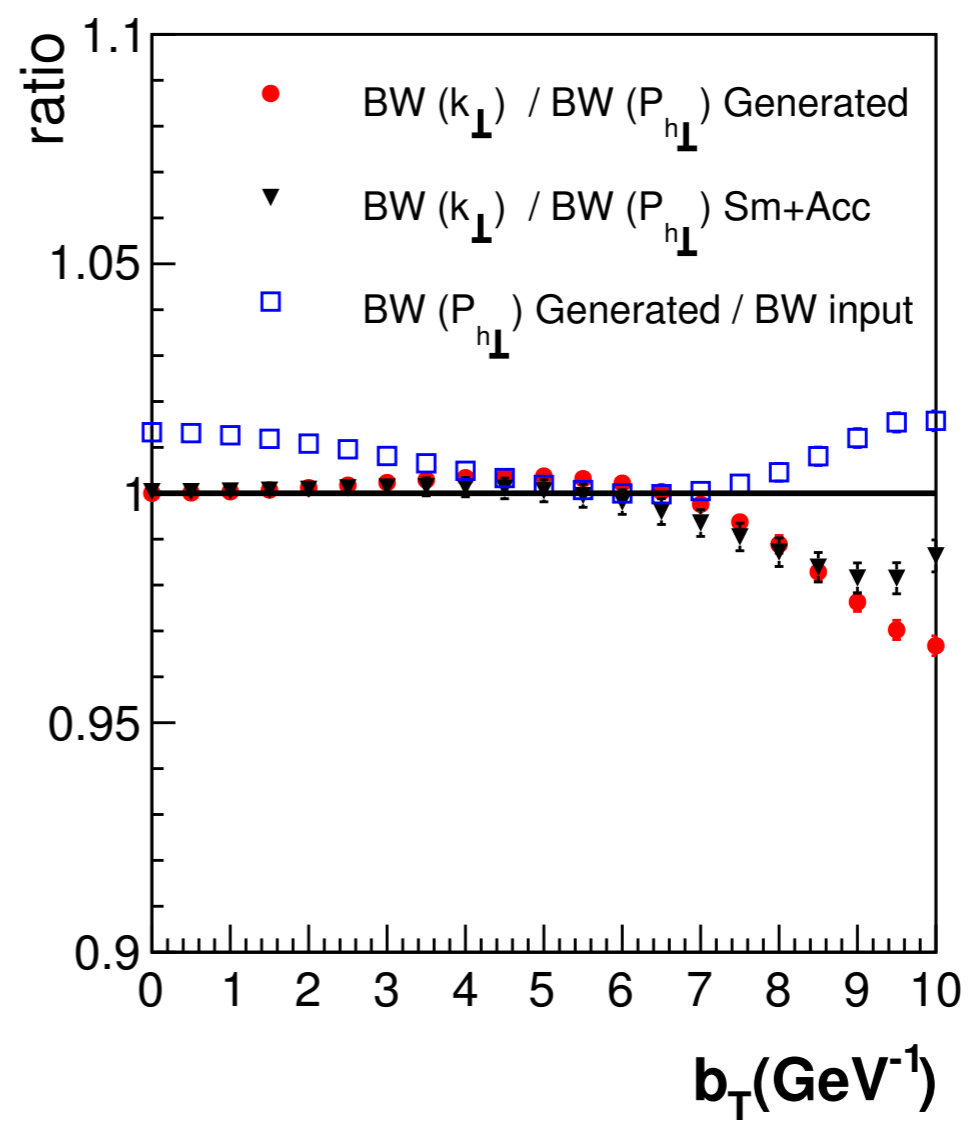 ratio
1.1
1.05
1
0.95
0.9
BW (k⊥) / BW (Ph⊥) Generated
BW (k⊥) / BW (Ph⊥) Sm+Acc
BW (Ph⊥) Generated / BW input
0 1 2 3 4 5 6 7 8 9 10
bT(GeV-1)